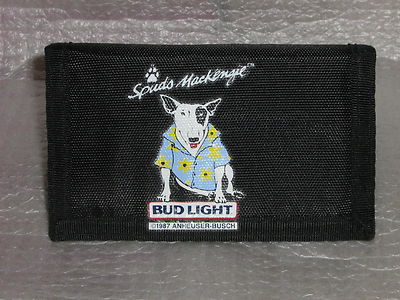 Spuds MacKenzie™
BUD LIGHT
©1987 ANHEUSER-BUSCH